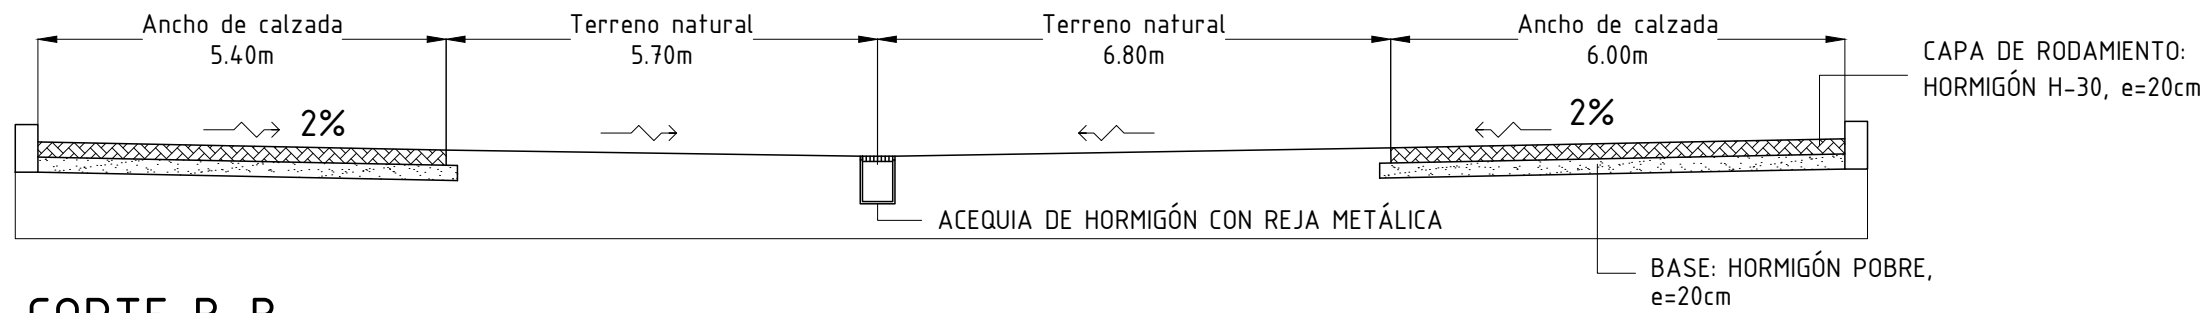 Ancho de calzada
5.40m
Terreno natural
5.70m
Terreno natural
6.80m
Ancho de calzada
6.00m
CAPA DE RODAMIENTO:
HORMIGÓN H-30, e=20cm
2%
2%
ACEQUIA DE HORMIGÓN CON REJA METÁLICA
BASE: HORMIGÓN POBRE,
e=20cm